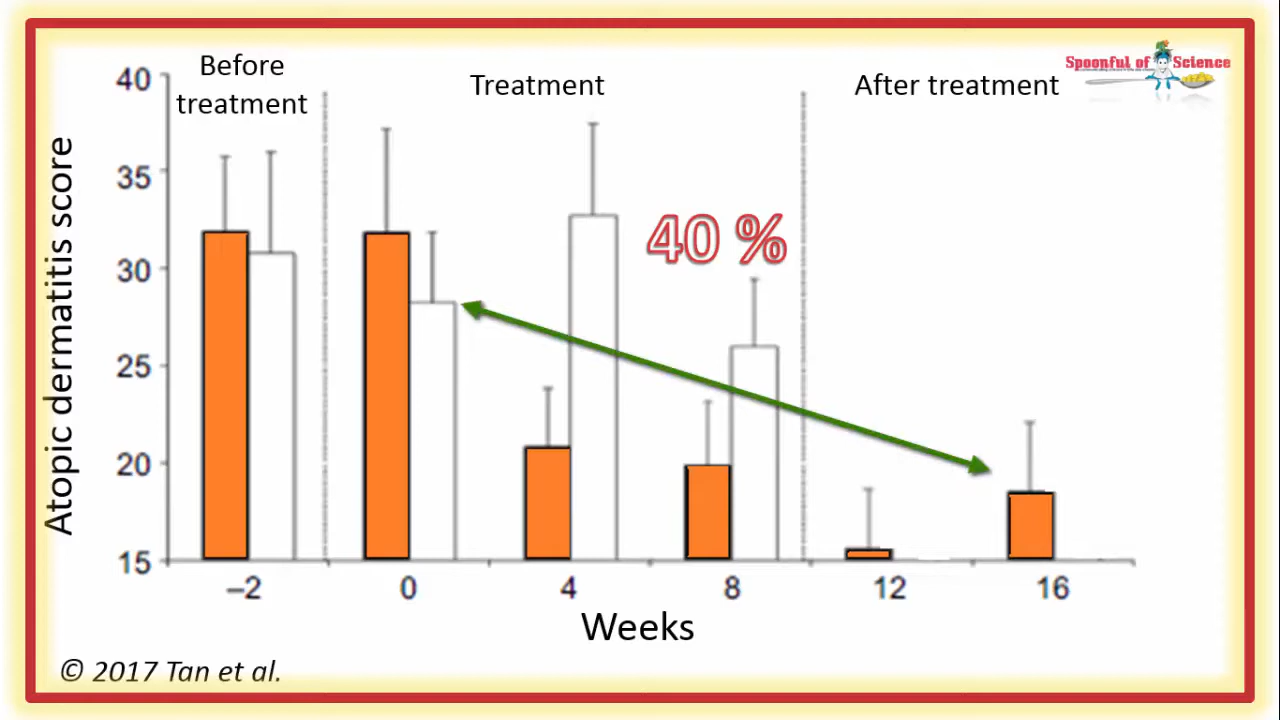 Before
treatment
Treatment
After treatment
Spoonful of Science
40 %
Atopic dermatitis score
40
35
30
25
20
15
–2
0
4
8
12
16
Weeks
© 2017 Tan et al.